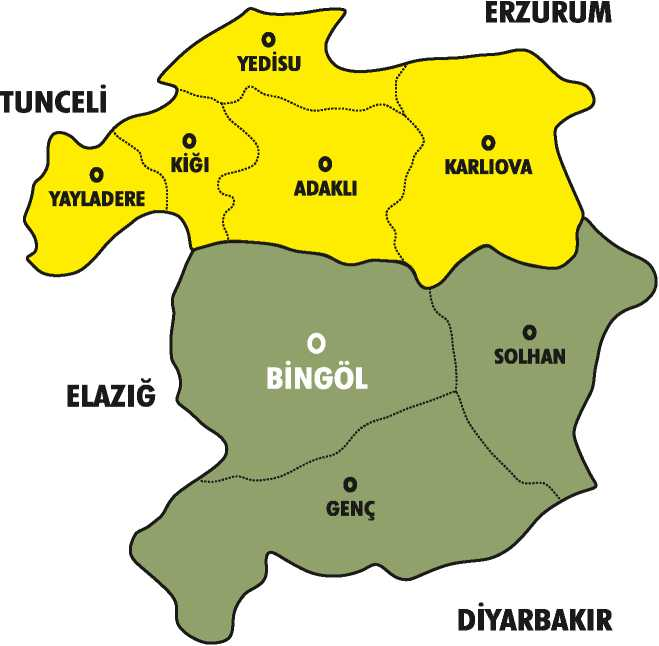 ERZURUM
YEDİSU
TUNCELİ
KİĞI
KARLIOVA
ADAKLI
YAYLADERE
SOLHAN
BİNGÖL
ELAZIĞ
GENÇ
DİYARBAKIR